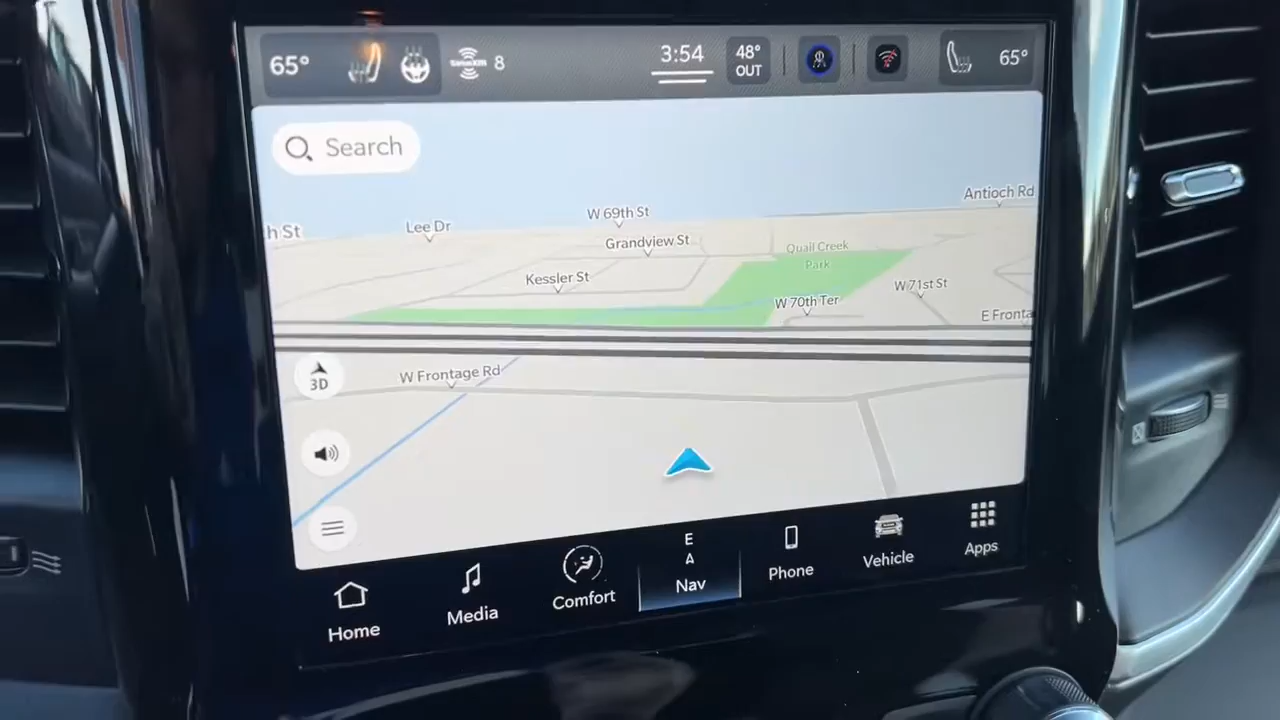 65°
SiriusXM 8
3:54
48°
OUT
65°
Search
Antioch Rd
W 69th St
Lee Dr
h St
Grandview St
Quail Creek
Park
Kessler St
W 70th Ter
W 71st St
E Fronta
3D
W Frontage Rd
E
Home
Media
Comfort
Nav
Phone
Vehicle
Apps